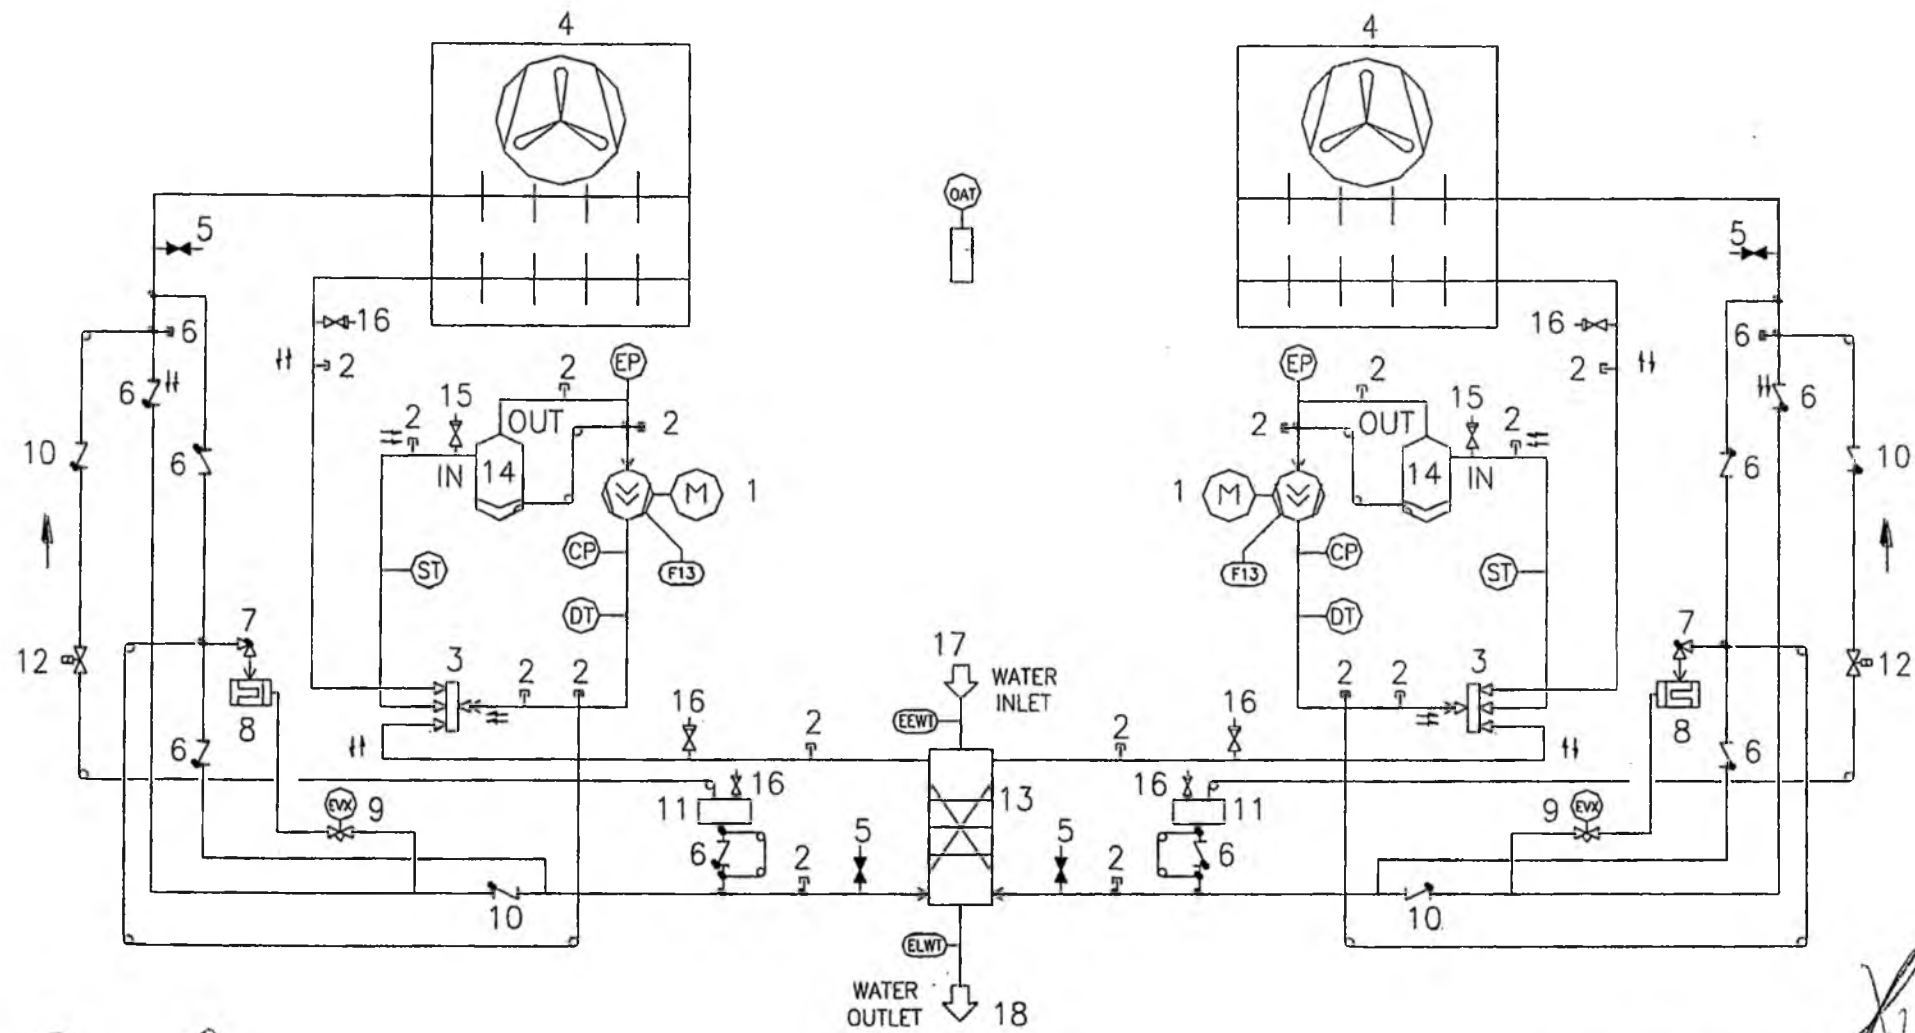 4 4
OAT
5 5
16 16
6 2 EP 2 EP 2 2 6
6 2 15 OUT 2 2 OUT 15 2 6
10 6 IN 14 M 1 1 M 14 IN 6 10
ST CP F13 CP F13 ST
DT DT
12 7 3 2 2 17 WATER INLET 2 2 3 7 12
8 16 2 EEWT 2 16 8
6 6
EVX 9 11 16 13 16 11 9 EVX
6 2 5 5 2 6
10 10
ELWT
WATER OUTLET 18